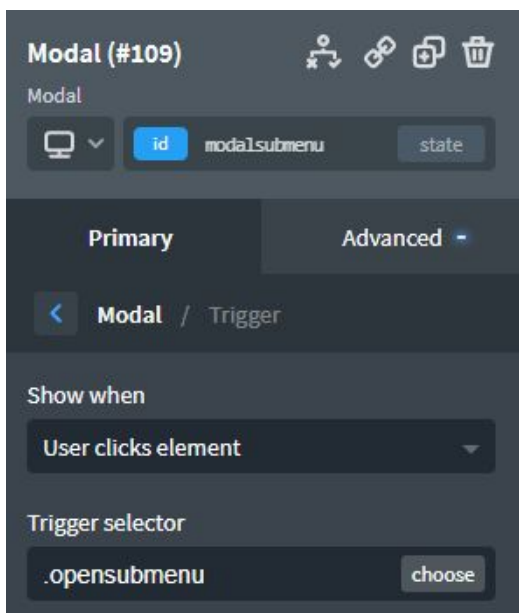 Modal (#109)
Modal
id modalsubmenu state
Primary Advanced -
Modal / Trigger
Show when
User clicks element
Trigger selector
.opensubmenu choose